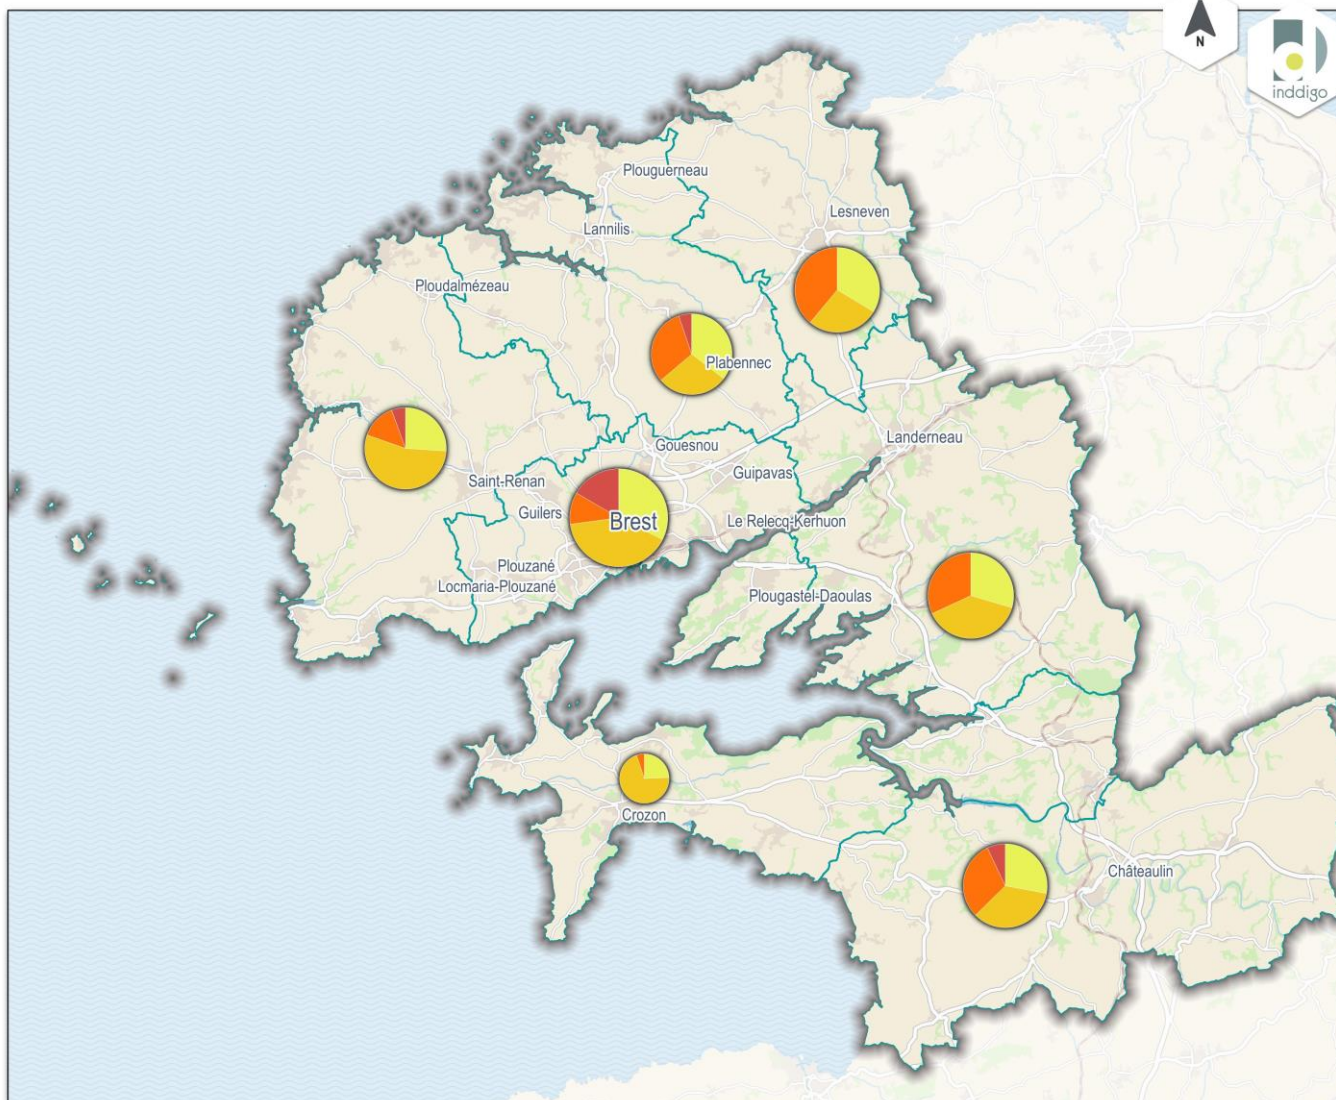 N
inddigo
Plouguerneau
Lesneven
Lannilis
Ploudalmézeau
Plabennec
Gouesnou
Landerneau
Guipavas
Saint-Renan
Guilers
Brest
Le Relecq-Kerhuon
Plouzané
Locmaria-Plouzané
Plougastel-Daoulas
Crozon
Châteaulin